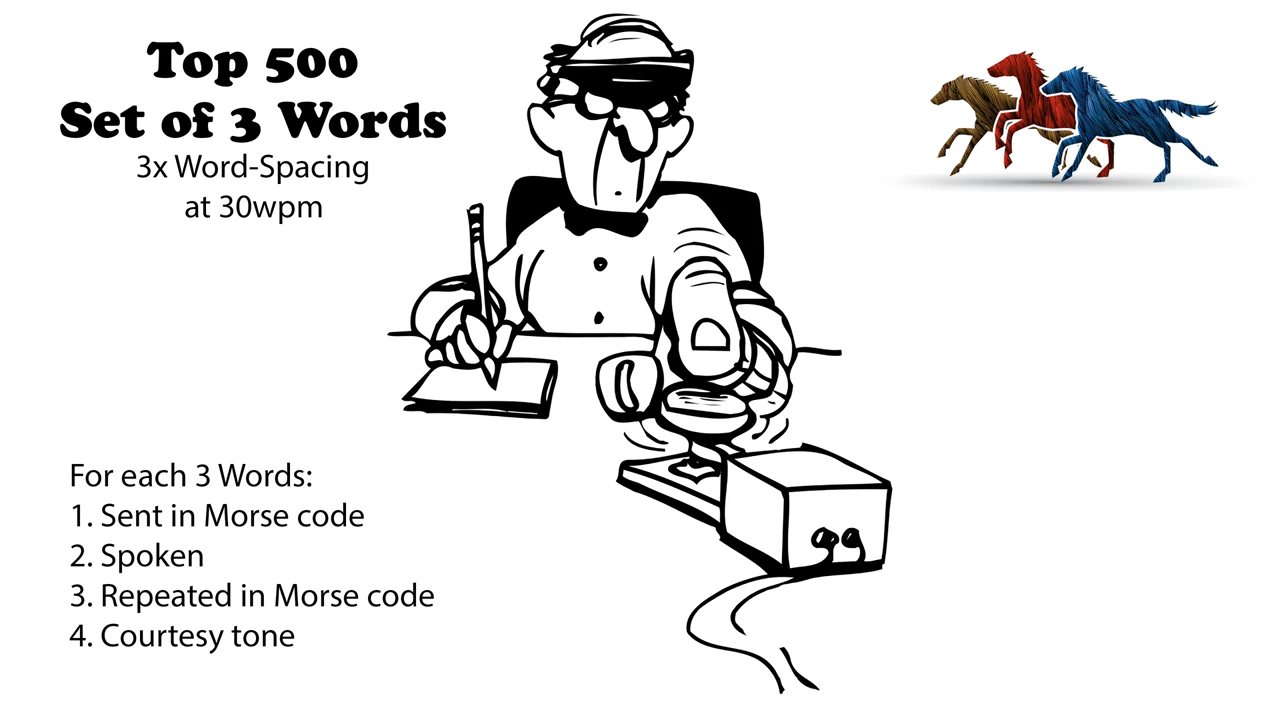 Top 500
Set of 3 Words
3x Word-Spacing
at 30wpm
For each 3 Words:
1. Sent in Morse code
2. Spoken
3. Repeated in Morse code
4. Courtesy tone